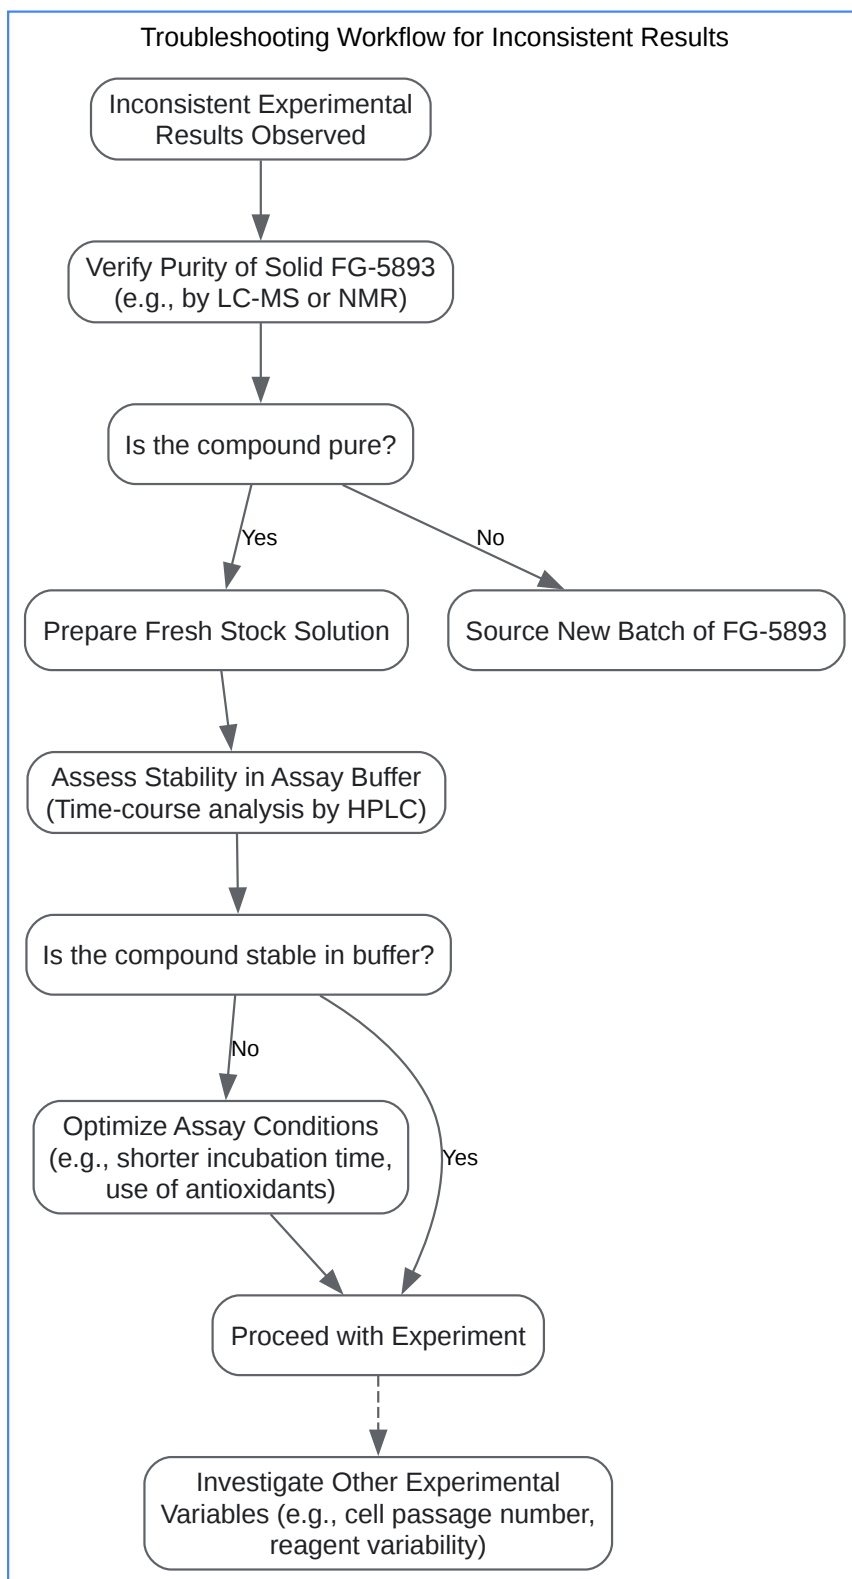 Troubleshooting Workflow for Inconsistent Results
Inconsistent Experimental
Results Observed
Verify Purity of Solid FG-5893
(e.g., by LC-MS or NMR)
Is the compound pure?
Yes
No
Prepare Fresh Stock Solution
Source New Batch of FG-5893
Assess Stability in Assay Buffer
(Time-course analysis by HPLC)
Is the compound stable in buffer?
No
Optimize Assay Conditions
(e.g., shorter incubation time,
use of antioxidants)
Yes
Proceed with Experiment
Investigate Other Experimental
Variables (e.g., cell passage number,
reagent variability)